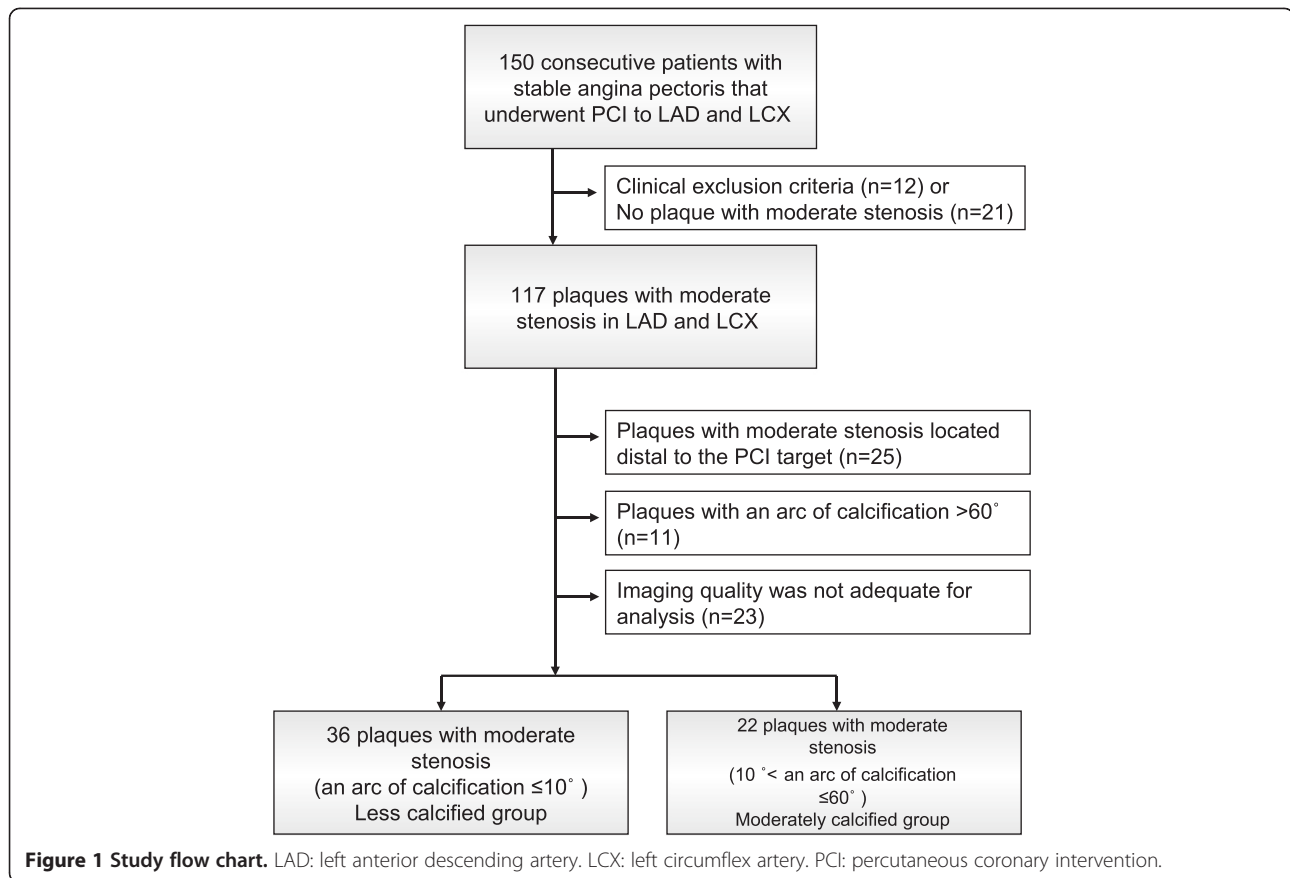 150 consecutive patients with
stable angina pectoris that
underwent PCI to LAD and LCX
Clinical exclusion criteria (n=12) or
No plaque with moderate stenosis (n=21)
117 plaques with moderate
stenosis in LAD and LCX
Plaques with moderate stenosis located
distal to the PCI target (n=25)
Plaques with an arc of calcification >60˚
(n=11)
Imaging quality was not adequate for
analysis (n=23)
36 plaques with moderate
stenosis
(an arc of calcification ≤10˚ )
Less calcified group
22 plaques with moderate
stenosis
(10 ˚< an arc of calcification
≤60˚ )
Moderately calcified group
Figure 1 Study flow chart. LAD: left anterior descending artery. LCX: left circumflex artery. PCI: percutaneous coronary intervention.